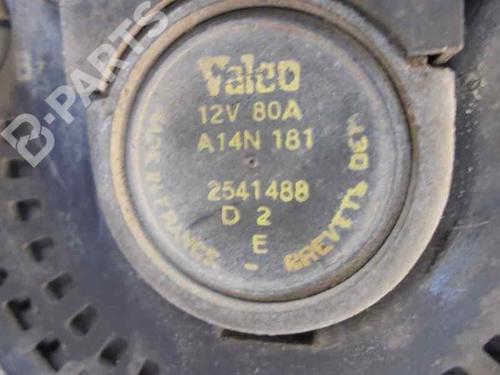 B-PARTS
Valeo
12V 80A
A14N 181
2541488
D 2
E
MADE IN FRANCE - BREVETS DEP